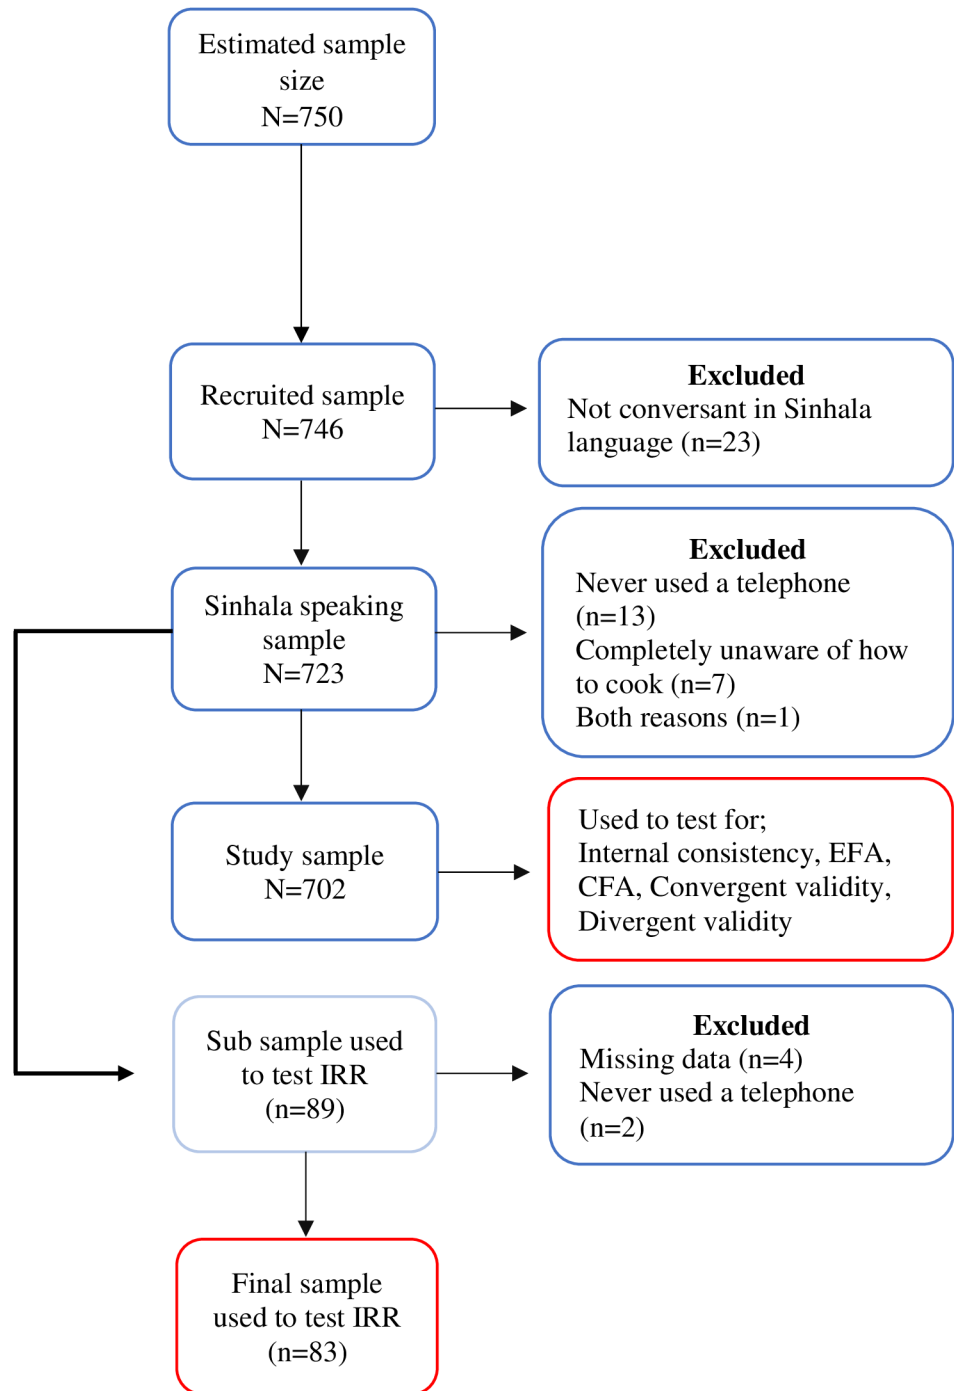 Estimated sample
size
N=750
Recruited sample
N=746
Excluded
Not conversant in Sinhala
language (n=23)
Sinhala speaking
sample
N=723
Excluded
Never used a telephone
(n=13)
Completely unaware of how
to cook (n=7)
Both reasons (n=1)
Study sample
N=702
Used to test for;
Internal consistency, EFA,
CFA, Convergent validity,
Divergent validity
Sub sample used
to test IRR
(n=89)
Excluded
Missing data (n=4)
Never used a telephone
(n=2)
Final sample
used to test IRR
(n=83)